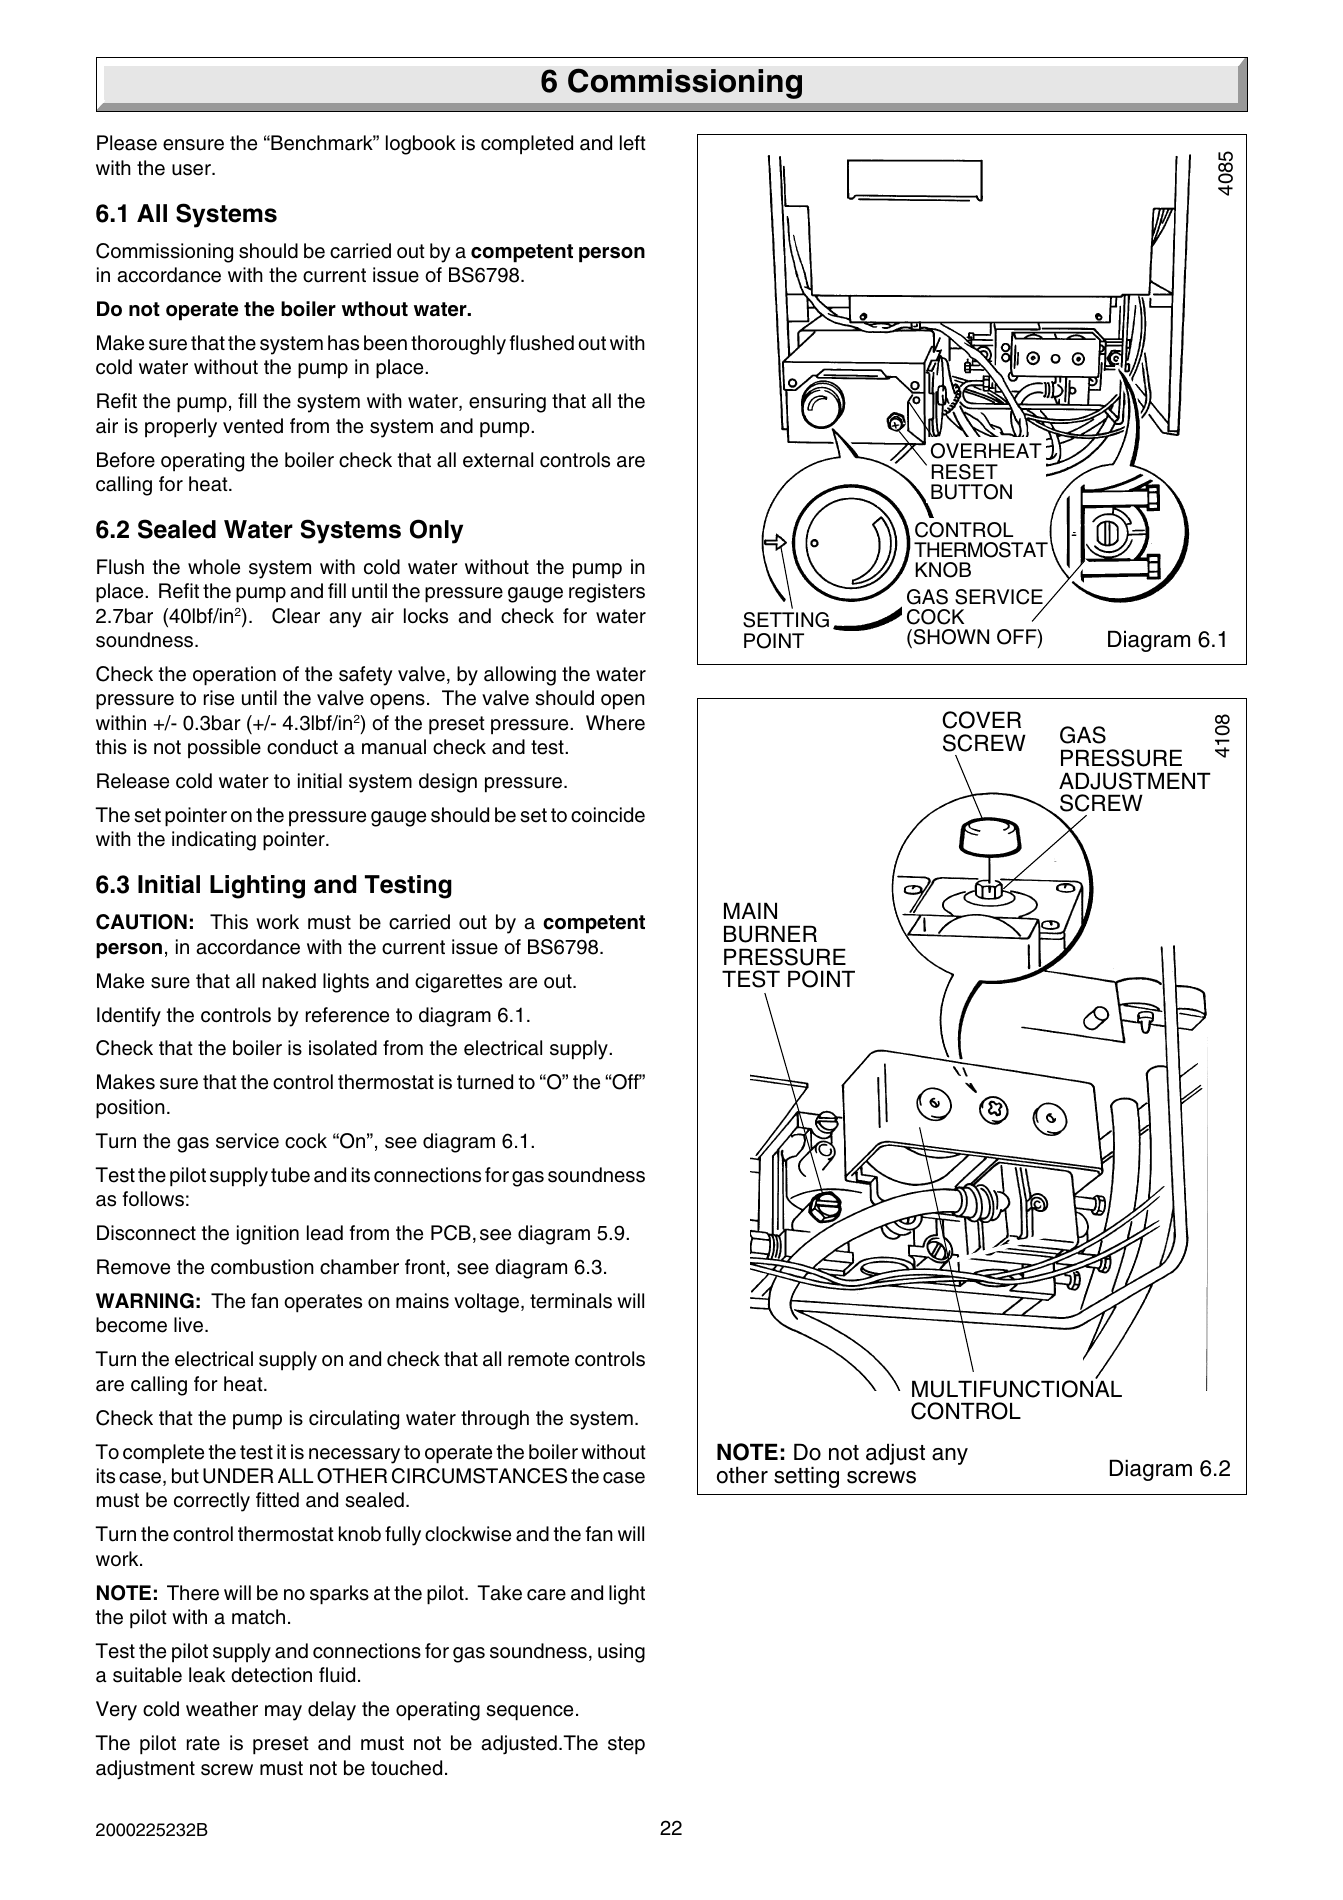 6 Commissioning
Please ensure the “Benchmark” logbook is completed and left
with the user.
6.1 All Systems
Commissioning should be carried out by a competent person
in accordance with the current issue of BS6798.
Do not operate the boiler wthout water.
Make sure that the system has been thoroughly flushed out with
cold water without the pump in place.
Refit the pump, fill the system with water, ensuring that all the
air is properly vented from the system and pump.
Before operating the boiler check that all external controls are
calling for heat.
6.2 Sealed Water Systems Only
Flush the whole system with cold water without the pump in
place. Refit the pump and fill until the pressure gauge registers
2.7bar (40lbf/in²). Clear any air locks and check for water
soundness.
Check the operation of the safety valve, by allowing the water
pressure to rise until the valve opens. The valve should open
within +/- 0.3bar (+/- 4.3lbf/in²) of the preset pressure. Where
this is not possible conduct a manual check and test.
Release cold water to initial system design pressure.
The set pointer on the pressure gauge should be set to coincide
with the indicating pointer.
6.3 Initial Lighting and Testing
CAUTION: This work must be carried out by a competent
person, in accordance with the current issue of BS6798.
Make sure that all naked lights and cigarettes are out.
Identify the controls by reference to diagram 6.1.
Check that the boiler is isolated from the electrical supply.
Makes sure that the control thermostat is turned to “O” the “Off”
position.
Turn the gas service cock “On”, see diagram 6.1.
Test the pilot supply tube and its connections for gas soundness
as follows:
Disconnect the ignition lead from the PCB, see diagram 5.9.
Remove the combustion chamber front, see diagram 6.3.
WARNING: The fan operates on mains voltage, terminals will
become live.
Turn the electrical supply on and check that all remote controls
are calling for heat.
Check that the pump is circulating water through the system.
To complete the test it is necessary to operate the boiler without
its case, but UNDER ALL OTHER CIRCUMSTANCES the case
must be correctly fitted and sealed.
Turn the control thermostat knob fully clockwise and the fan will
work.
NOTE: There will be no sparks at the pilot. Take care and light
the pilot with a match.
Test the pilot supply and connections for gas soundness, using
a suitable leak detection fluid.
Very cold weather may delay the operating sequence.
The pilot rate is preset and must not be adjusted.The step
adjustment screw must not be touched.
4085
OVERHEAT
RESET
BUTTON
CONTROL
THERMOSTAT
KNOB
GAS SERVICE
COCK
(SHOWN OFF)
SETTING
POINT
Diagram 6.1
4108
COVER
SCREW
GAS
PRESSURE
ADJUSTMENT
SCREW
MAIN
BURNER
PRESSURE
TEST POINT
MULTIFUNCTIONAL
CONTROL
NOTE: Do not adjust any
other setting screws
Diagram 6.2
2000225232B
22